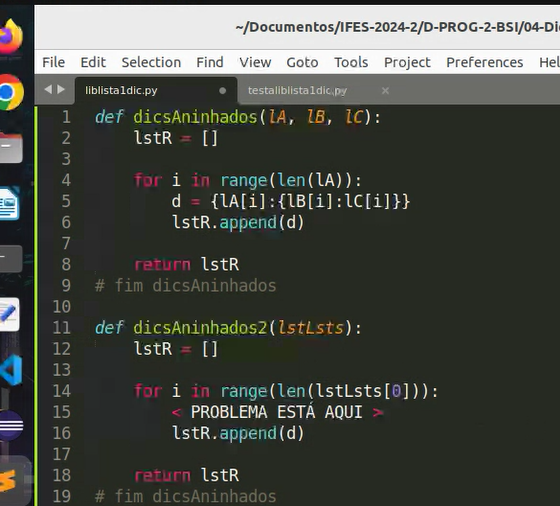 ~/Documentos/IFES-2024-2/D-PROG-2-BSI/04-Di
File Edit Selection Find View Goto Tools Project Preferences Hel
liblista1dic.py testaliblista1dic.py
1 def dicsAninhados(lA, lB, lC):
2 lstR = []
3
4 for i in range(len(lA)):
5 d = {lA[i]:{lB[i]:lC[i]}}
6 lstR.append(d)
7
8 return lstR
9 # fim dicsAninhados
10
11 def dicsAninhados2(lstLsts):
12 lstR = []
13
14 for i in range(len(lstLsts[0])):
15 < PROBLEMA ESTÁ AQUI >
16 lstR.append(d)
17
18 return lstR
19 # fim dicsAninhados